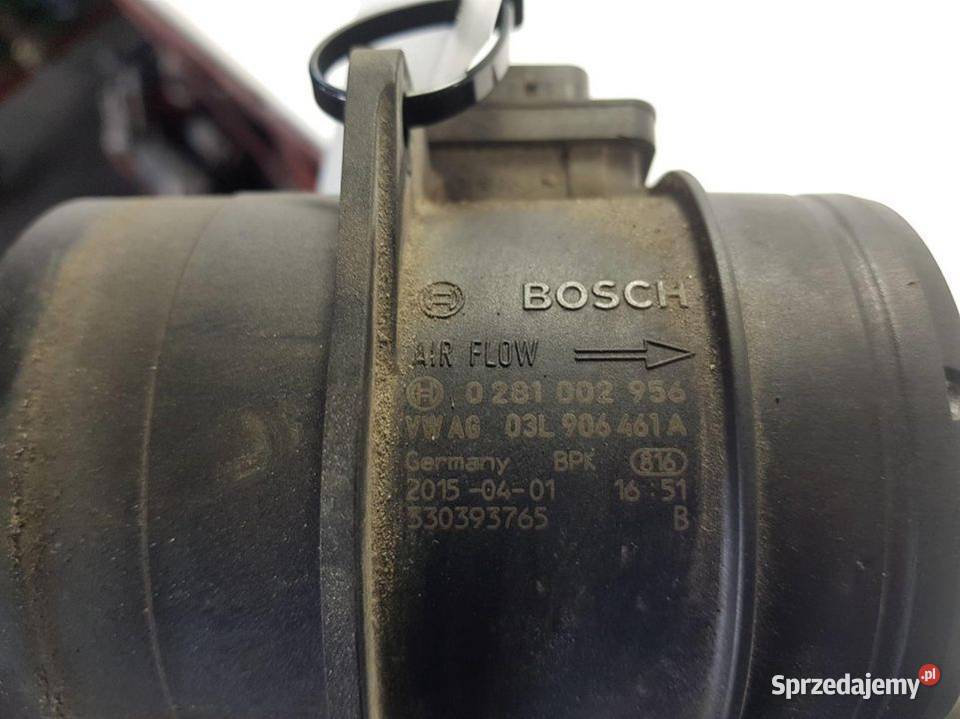 BOSCH
AIR FLOW
0 281 002 956
VW AG 03L 906 461 A
Germany BPK 816
2015-04-01 16:51
330393765 B
Sprzedajemy.pl